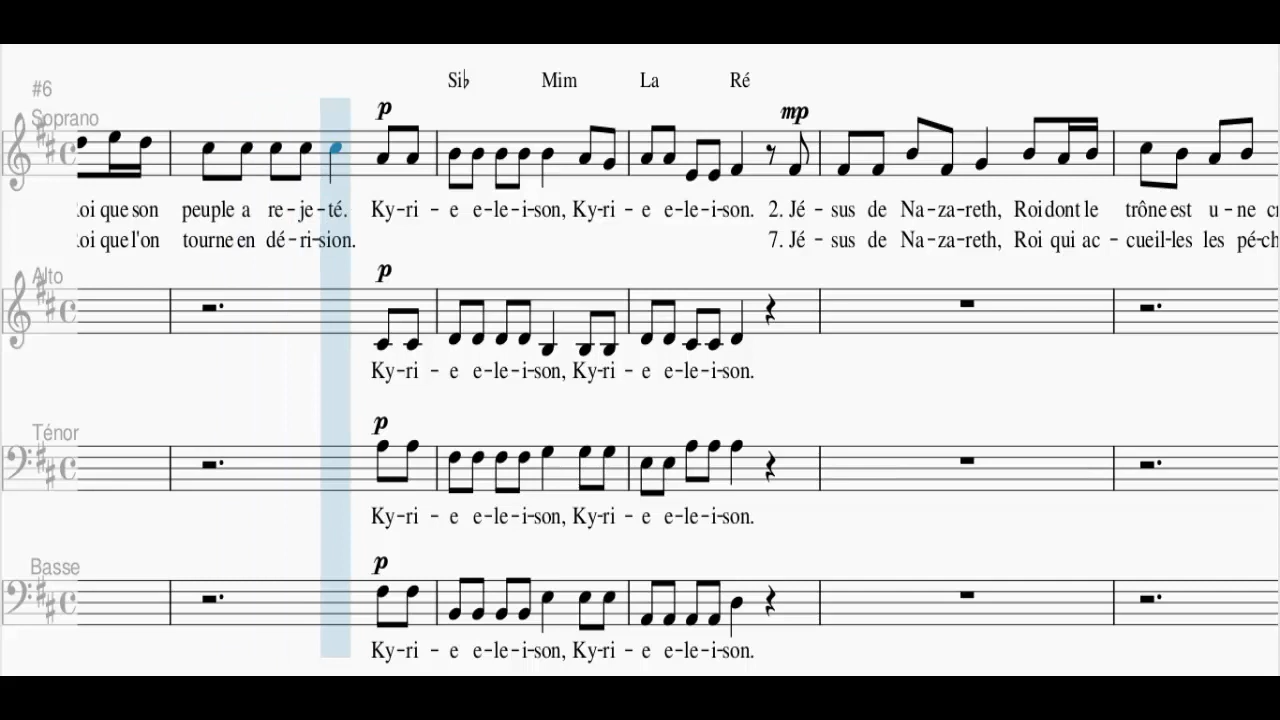 Si♭ Mim La Ré
#6
Soprano
p mp
oi que son peuple a re-je-té. Ky-ri-e e-le-i-son, Ky-ri-e e-le-i-son. 2. Jé-sus de Na-za-reth, Roi dont le trône est u-ne
oi que l'on tourne en dé-ri-sion. 7. Jé-sus de Na-za-reth, Roi qui ac-cueil-les les
p
Alto
Ky-ri-e e-le-i-son, Ky-ri-e e-le-i-son.
p
Ténor
Ky-ri-e e-le-i-son, Ky-ri-e e-le-i-son.
p
Basse
Ky-ri-e e-le-i-son, Ky-ri-e e-le-i-son.